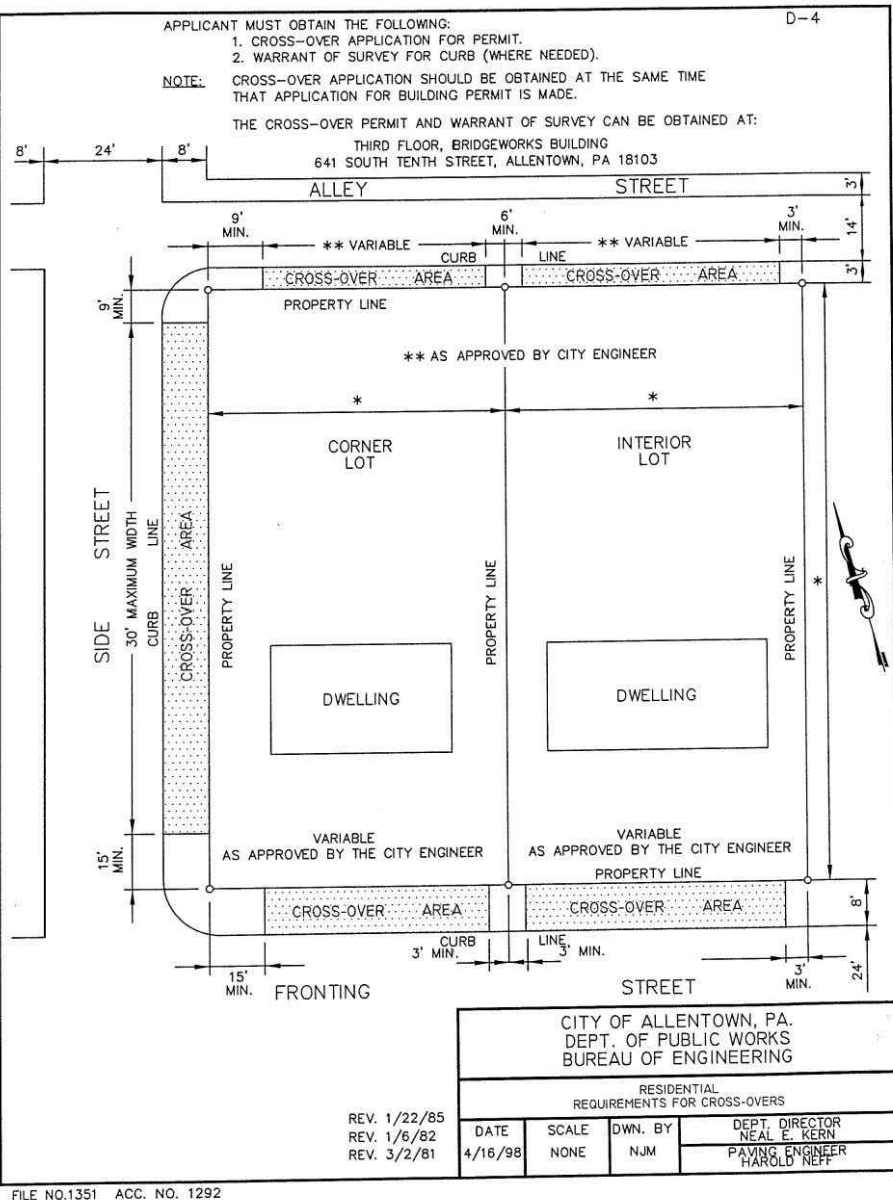 D-4
APPLICANT MUST OBTAIN THE FOLLOWING:
1. CROSS-OVER APPLICATION FOR PERMIT.
2. WARRANT OF SURVEY FOR CURB (WHERE NEEDED).
NOTE: CROSS-OVER APPLICATION SHOULD BE OBTAINED AT THE SAME TIME
THAT APPLICATION FOR BUILDING PERMIT IS MADE.
THE CROSS-OVER PERMIT AND WARRANT OF SURVEY CAN BE OBTAINED AT:
THIRD FLOOR, BRIDGEWORKS BUILDING
641 SOUTH TENTH STREET, ALLENTOWN, PA 18103
8' 24' 8'
ALLEY STREET
3'
14'
3'
9'
MIN.
6'
MIN.
3'
MIN.
** VARIABLE
** VARIABLE
CURB LINE
CROSS-OVER AREA
CROSS-OVER AREA
PROPERTY LINE
9'
MIN.
** AS APPROVED BY CITY ENGINEER
*
*
CORNER
LOT
INTERIOR
LOT
SIDE STREET
30' MAXIMUM WIDTH
CURB LINE
CROSS-OVER AREA
PROPERTY LINE
PROPERTY LINE
PROPERTY LINE
*
DWELLING
DWELLING
15'
MIN.
VARIABLE
AS APPROVED BY THE CITY ENGINEER
VARIABLE
AS APPROVED BY THE CITY ENGINEER
PROPERTY LINE
CROSS-OVER AREA
CROSS-OVER AREA
8'
CURB LINE
3' MIN.
3' MIN.
15'
MIN.
3'
MIN.
24'
FRONTING STREET
CITY OF ALLENTOWN, PA.
DEPT. OF PUBLIC WORKS
BUREAU OF ENGINEERING
RESIDENTIAL
REQUIREMENTS FOR CROSS-OVERS
REV. 1/22/85
REV. 1/6/82
REV. 3/2/81
DATE
4/16/98
SCALE
NONE
DWN. BY
NJM
DEPT. DIRECTOR
NEAL E. KERN
PAVING ENGINEER
HAROLD NEFF
FILE NO.1351 ACC. NO. 1292